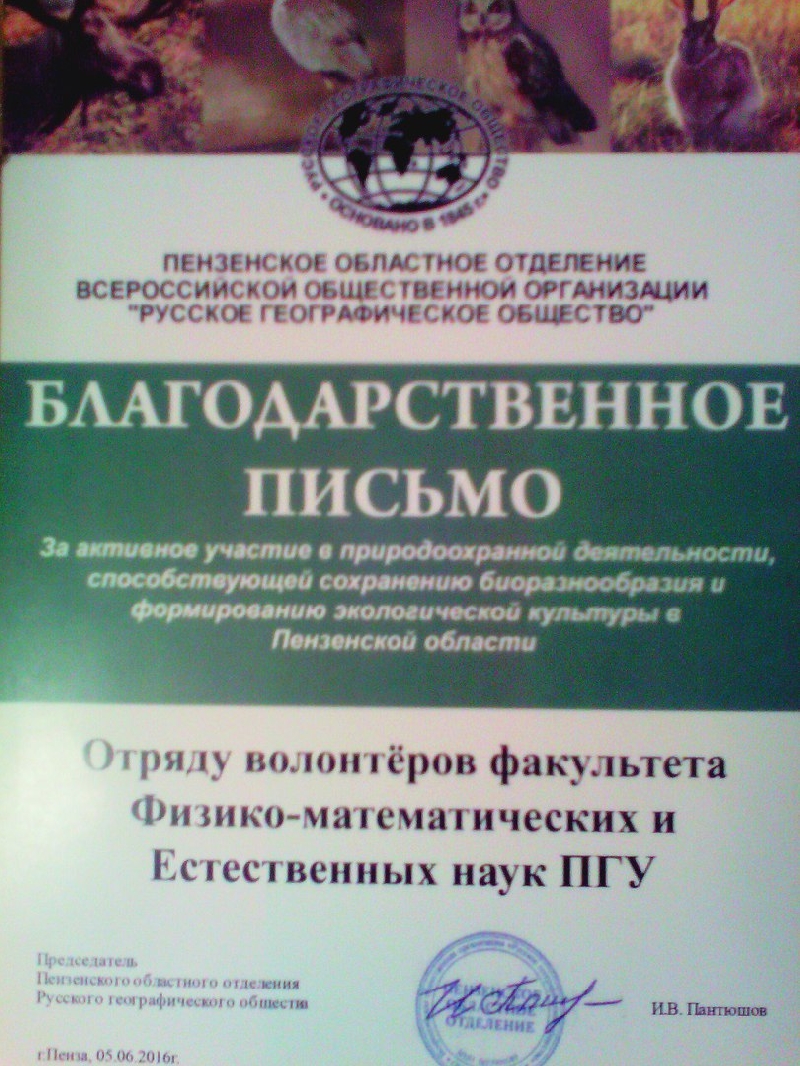 РУССКОЕ ГЕОГРАФИЧЕСКОЕ ОБЩЕСТВО
ОСНОВАНО В 1845 г.
ПЕНЗЕНСКОЕ ОБЛАСТНОЕ ОТДЕЛЕНИЕ
ВСЕРОССИЙСКОЙ ОБЩЕСТВЕННОЙ ОРГАНИЗАЦИИ
"РУССКОЕ ГЕОГРАФИЧЕСКОЕ ОБЩЕСТВО"
БЛАГОДАРСТВЕННОЕ
ПИСЬМО
За активное участие в природоохранной деятельности,
способствующей сохранению биоразнообразия и
формированию экологической культуры в
Пензенской области
Отряду волонтёров факультета
Физико-математических и
Естественных наук ПГУ
Председатель
Пензенского областного отделения
Русского географического общества
И.В. Пантюшов
ОТДЕЛЕНИЕ
г.Пенза, 05.06.2016г.